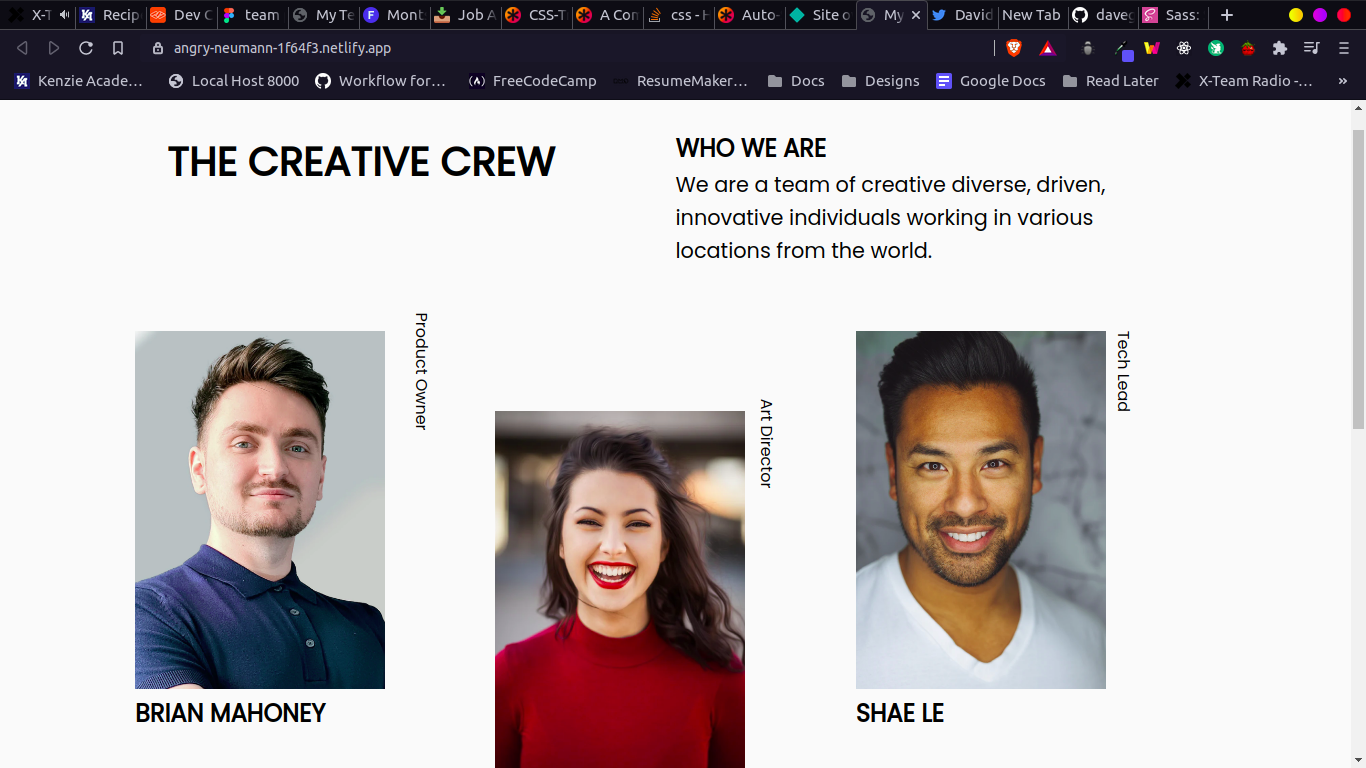 X-T
Recip
Dev C
team
My Te
Mont
Job A
CSS-T
A Con
css - H
Auto-
Site o
My
David
New Tab
daveg
Sass:
angry-neumann-1f64f3.netlify.app
Kenzie Acade…
Local Host 8000
Workflow for…
FreeCodeCamp
ResumeMaker…
Docs
Designs
Google Docs
Read Later
X-Team Radio -…
THE CREATIVE CREW
WHO WE ARE
We are a team of creative diverse, driven,
innovative individuals working in various
locations from the world.
Product Owner
BRIAN MAHONEY
Art Director
Tech Lead
SHAE LE